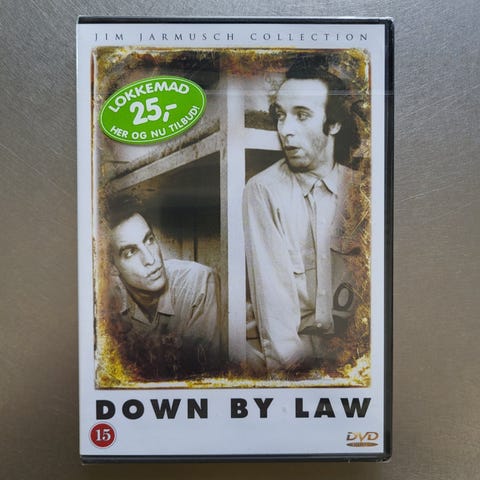 JIM JARMUSCH COLLECTION
LOKKEMAD
25,-
HER OG NU TILBUD!
DOWN BY LAW
15
DVD